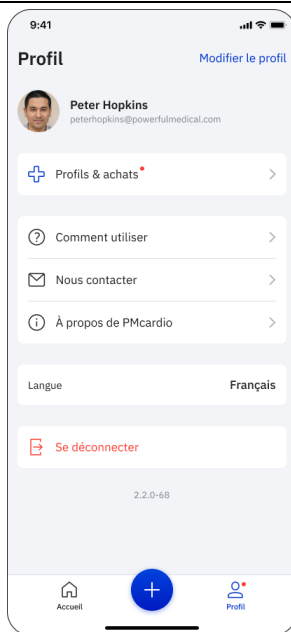 9:41
Profil
Modifier le profil
Peter Hopkins
peterhopkins@powerfulmedical.com
Profils & achats
Comment utiliser
Nous contacter
À propos de PMcardio
Langue
Français
Se déconnecter
2.2.0-68
Accueil
Profil